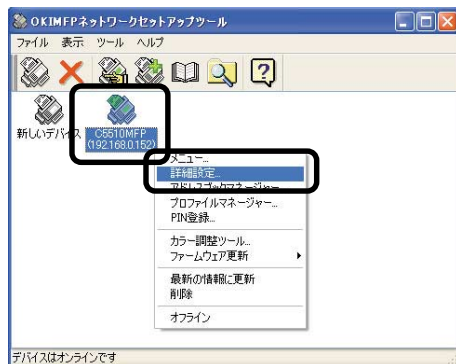 OKIMFPネットワークセットアップツール
ファイル 表示 ツール ヘルプ
新しいデバイス
C5510MFP
(192.168.0.152)
メニュー...
詳細設定...
アドレスブックマネージャー...
プロファイルマネージャー...
PIN登録...
カラー調整ツール...
ファームウェア更新
最新の情報に更新
削除
オフライン
デバイスはオンラインです